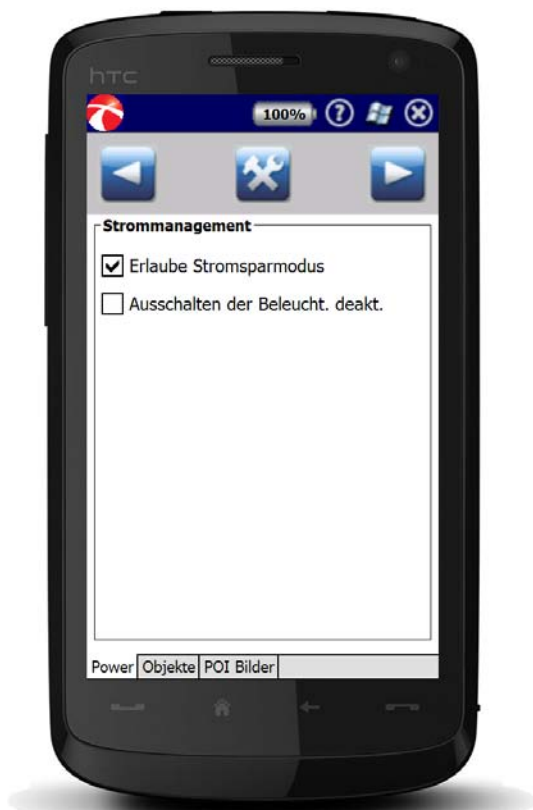 hTC
100%
Strommanagement
Erlaube Stromsparmodus
Ausschalten der Beleucht. deakt.
Power Objekte POI Bilder